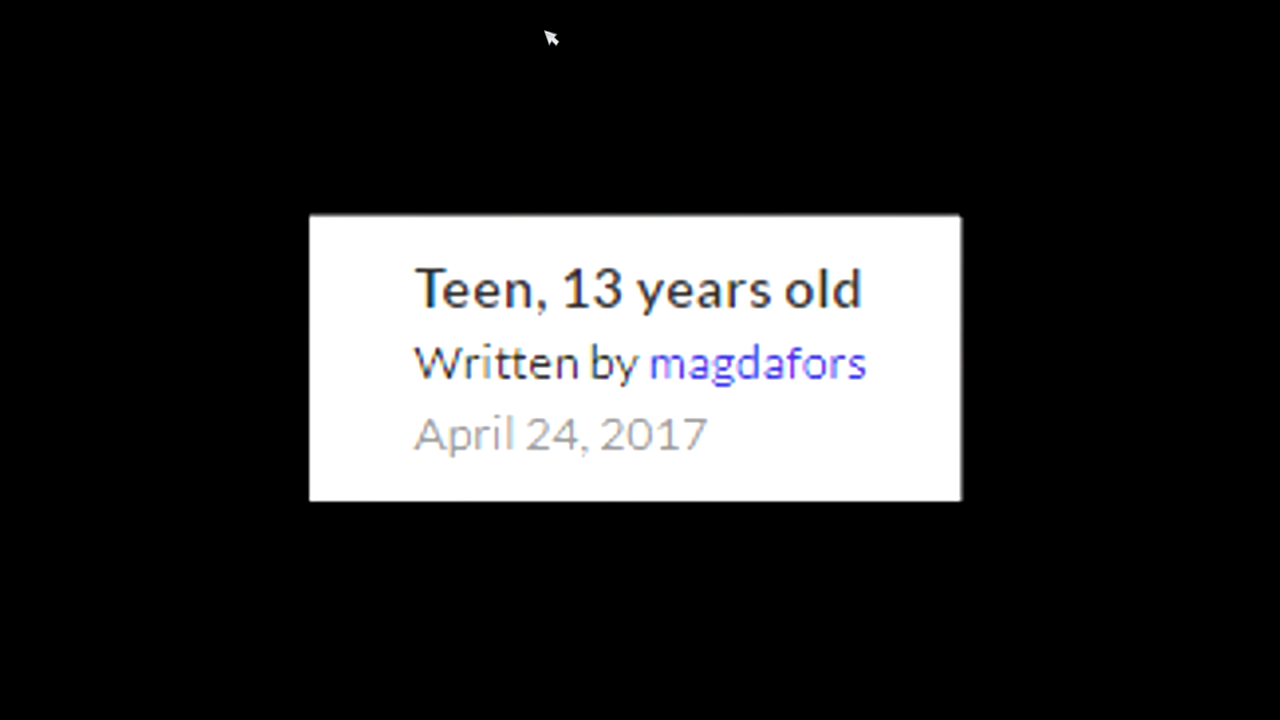 Teen, 13 years old
Written by magdafors
April 24, 2017